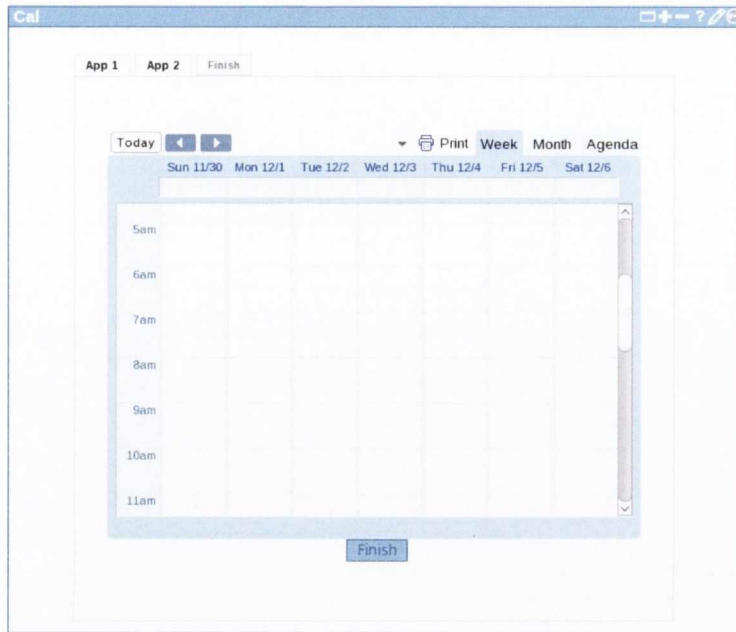 Cal ?
App 1 App 2 Finish
Today Print Week Month Agenda
Sun 11/30 Mon 12/1 Tue 12/2 Wed 12/3 Thu 12/4 Fri 12/5 Sat 12/6
5am
6am
7am
8am
9am
10am
11am
Finish